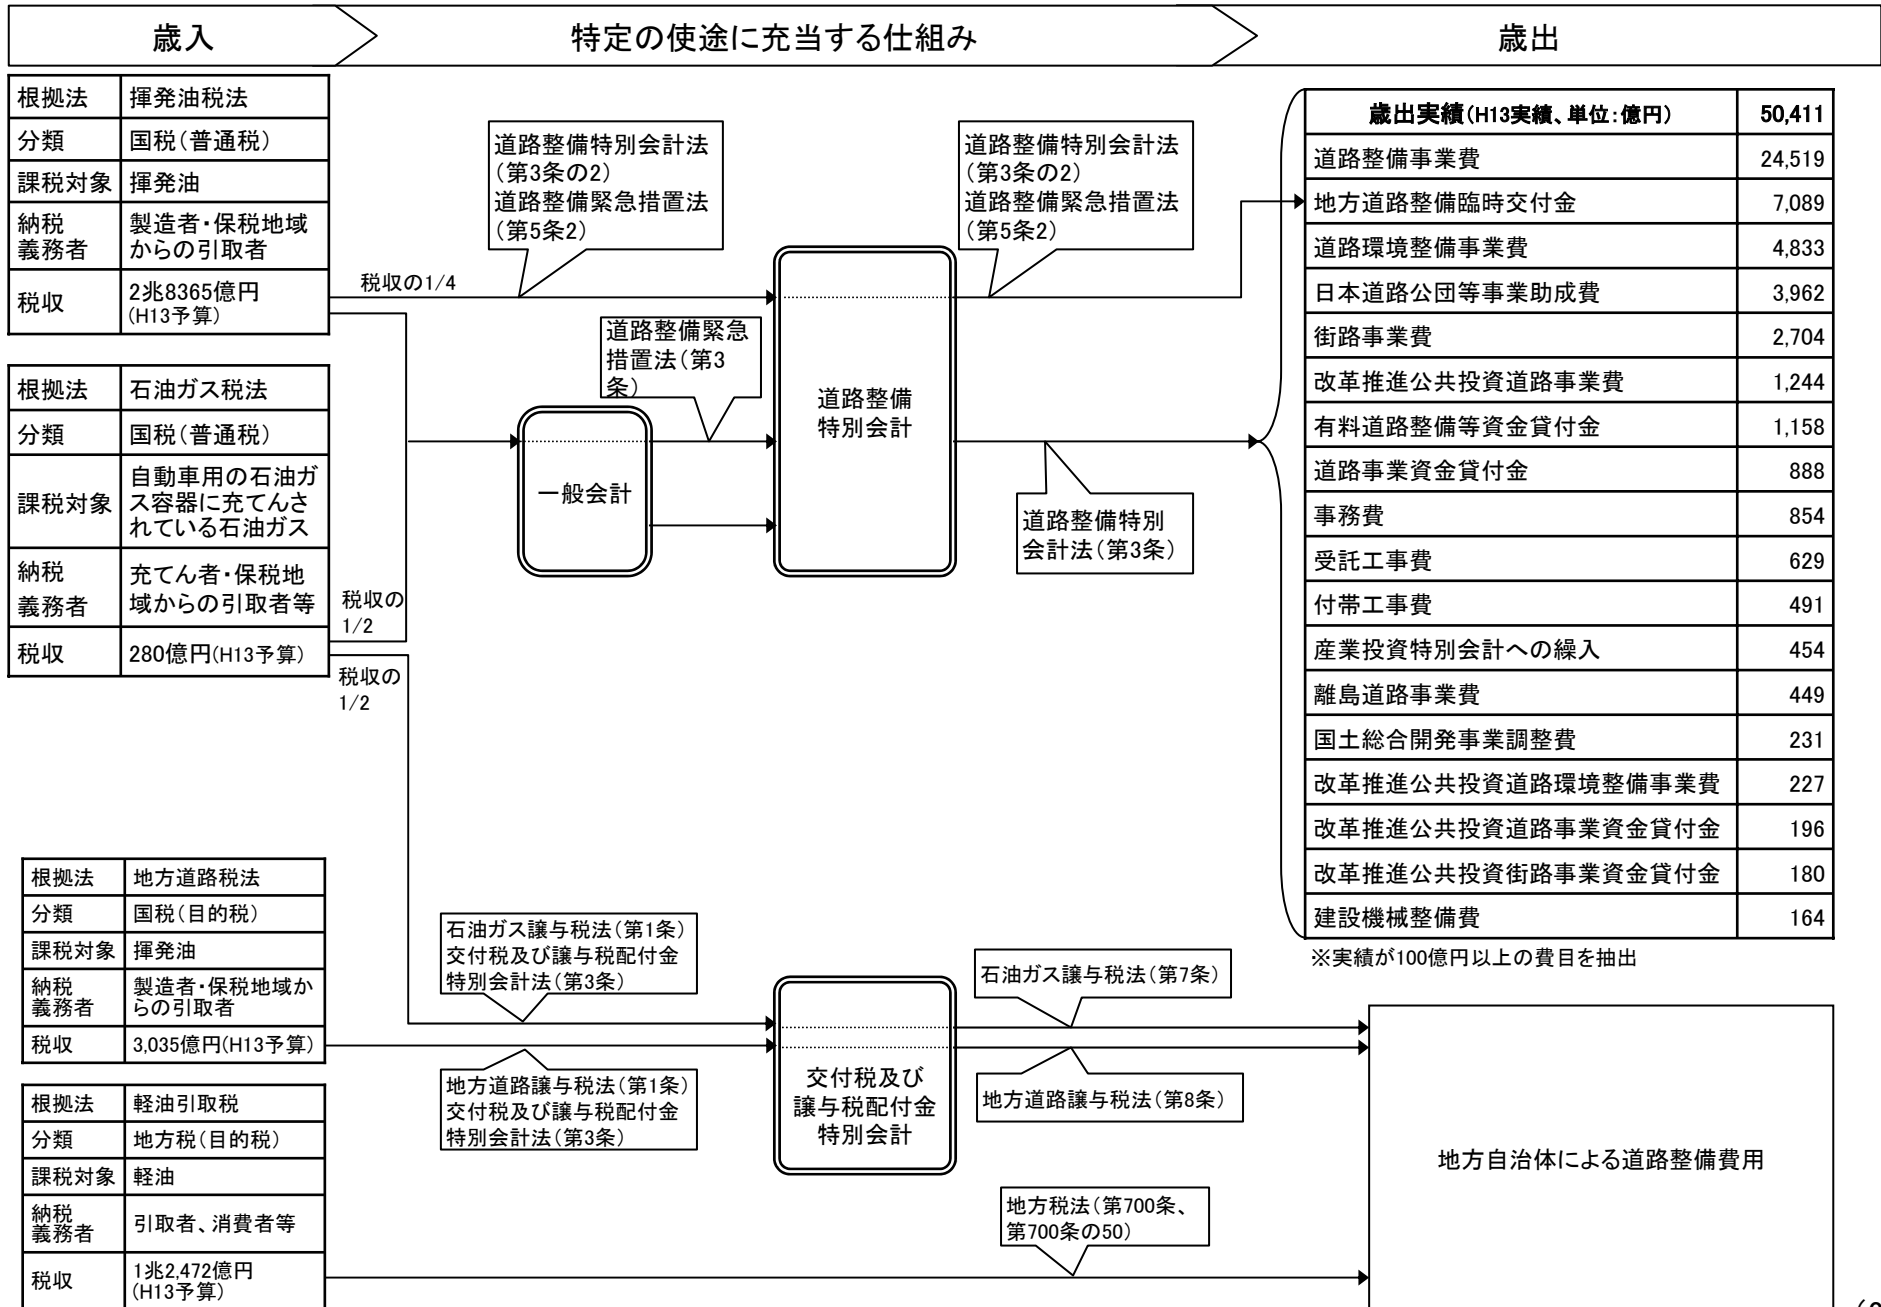 歳入
特定の使途に充当する仕組み
歳出
根拠法 揮発油税法
分類 国税(普通税)
課税対象 揮発油
納税
義務者
製造者・保税地域
からの引取者
税収
2兆8365億円
(H13予算)
根拠法 石油ガス税法
分類 国税(普通税)
課税対象
自動車用の石油ガ
ス容器に充てんさ
れている石油ガス
納税
義務者
充てん者・保税地
域からの引取者等
税収 280億円(H13予算)
根拠法 地方道路税法
分類 国税(目的税)
課税対象 揮発油
納税
義務者
製造者・保税地域か
らの引取者
税収 3,035億円(H13予算)
根拠法 軽油引取税
分類 地方税(目的税)
課税対象 軽油
納税
義務者
引取者、消費者等
税収
1兆2,472億円
(H13予算)
税収の1/4
税収の
1/2
税収の
1/2
道路整備特別会計法
(第3条の2)
道路整備緊急措置法
(第5条2)
道路整備緊急
措置法(第3
条)
一般会計
道路整備
特別会計
道路整備特別会計法
(第3条の2)
道路整備緊急措置法
(第5条2)
道路整備特別
会計法(第3条)
石油ガス譲与税法(第1条)
交付税及び譲与税配付金
特別会計法(第3条)
地方道路譲与税法(第1条)
交付税及び譲与税配付金
特別会計法(第3条)
交付税及び
譲与税配付金
特別会計
石油ガス譲与税法(第7条)
地方道路譲与税法(第8条)
地方税法(第700条、
第700条の50)
歳出実績(H13実績、単位:億円) 50,411
道路整備事業費 24,519
地方道路整備臨時交付金 7,089
道路環境整備事業費 4,833
日本道路公団等事業助成費 3,962
街路事業費 2,704
改革推進公共投資道路事業費 1,244
有料道路整備等資金貸付金 1,158
道路事業資金貸付金 888
事務費 854
受託工事費 629
付帯工事費 491
産業投資特別会計への繰入 454
離島道路事業費 449
国土総合開発事業調整費 231
改革推進公共投資道路環境整備事業費 227
改革推進公共投資道路事業資金貸付金 196
改革推進公共投資街路事業資金貸付金 180
建設機械整備費 164
※実績が100億円以上の費目を抽出
地方自治体による道路整備費用